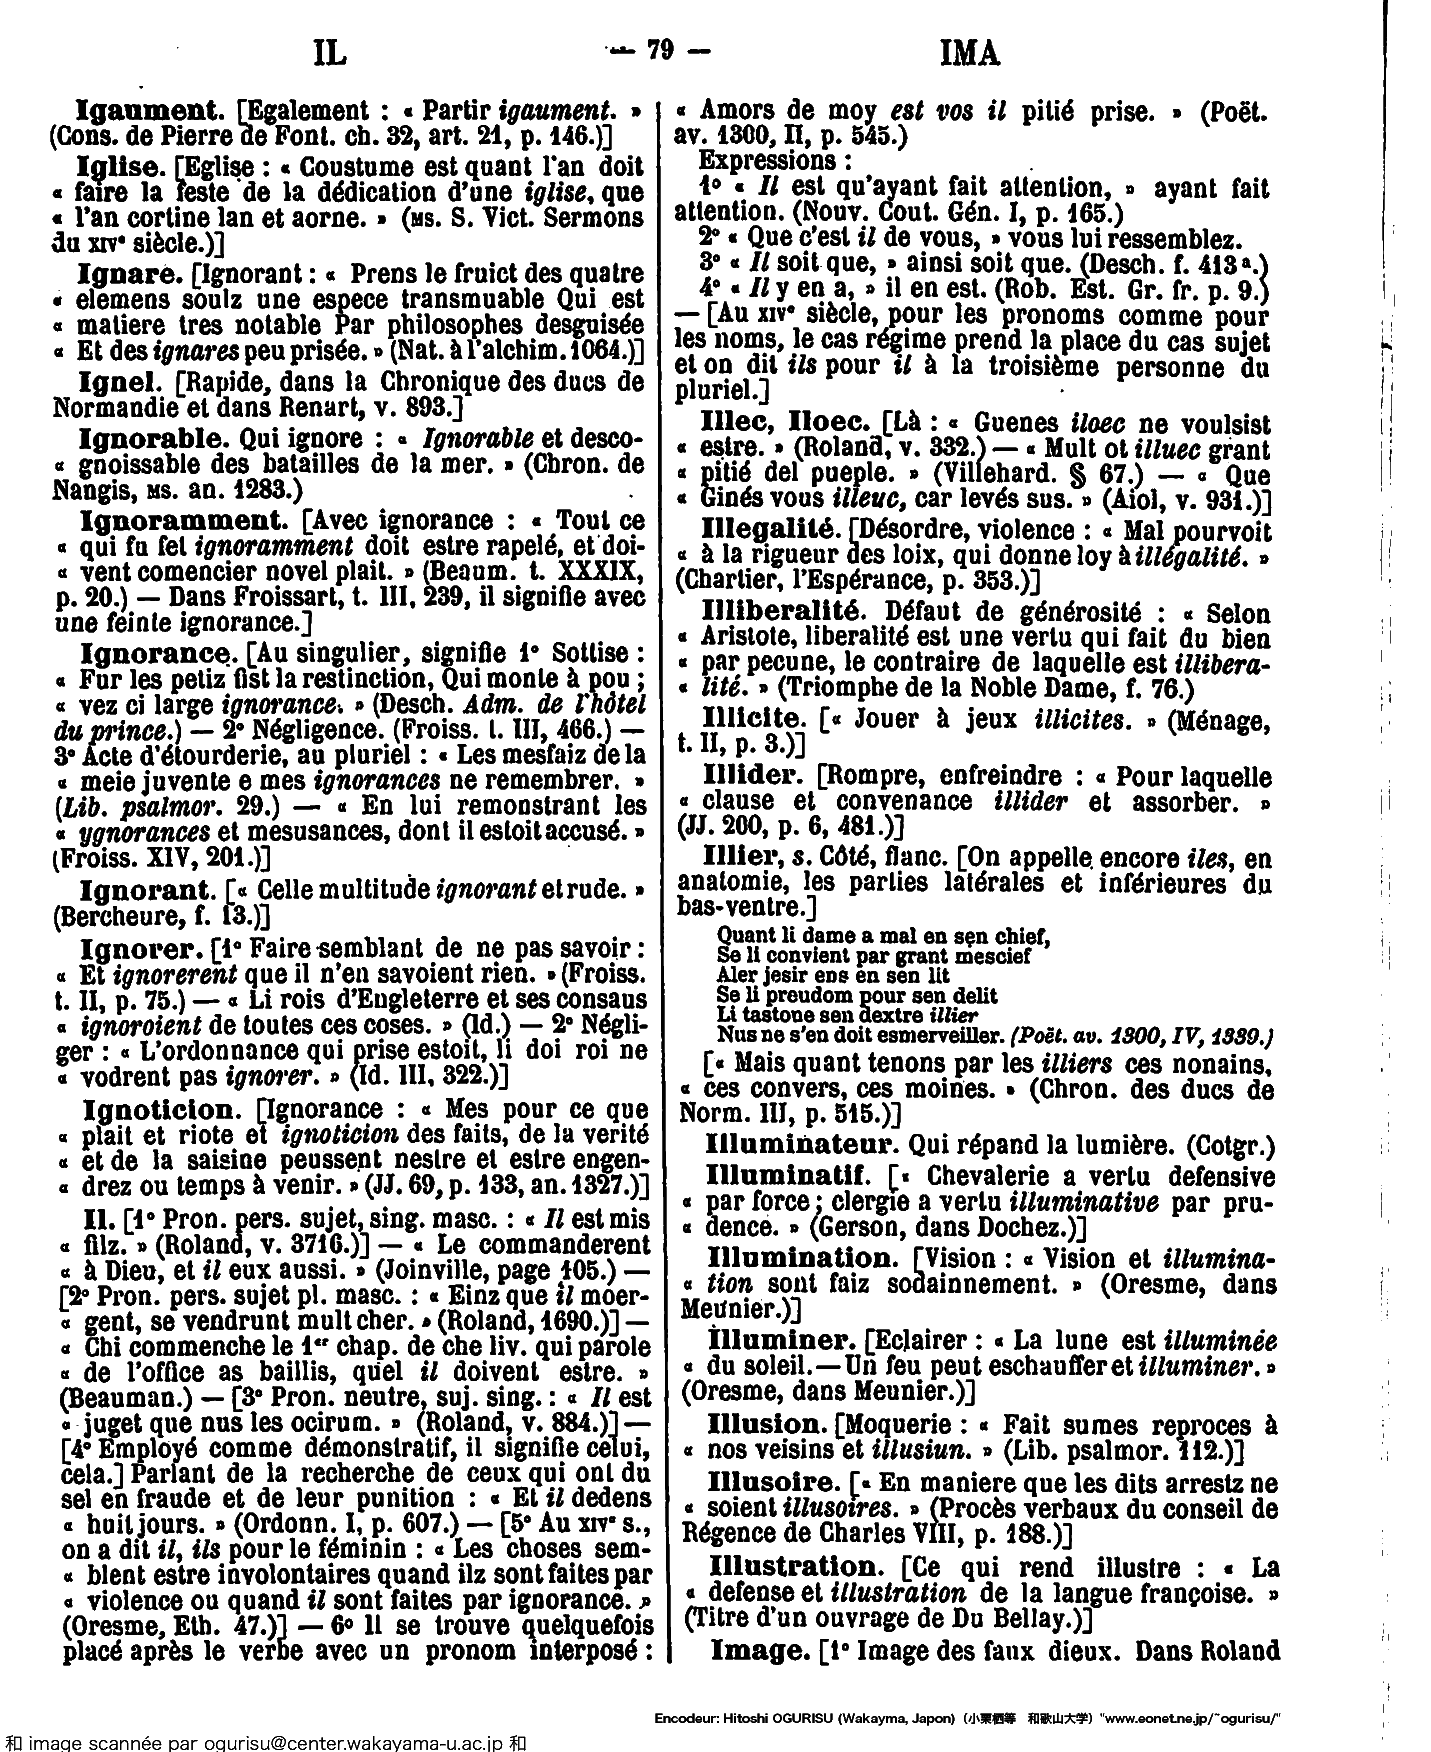 IL
— 79 —
IMA
Igaument. [Egalement : « Partir igaument. »
(Cons. de Pierre de Font. ch. 32, art. 21, p. 146.)]
Iglise. [Eglise : « Coustume est quant l'an doit
« faire la feste de la dédication d'une iglise, que
« l'an cortine lan et aorne. » (ms. S. Vict. Sermons
du xive siècle.)]
Ignare. [Ignorant : « Prens le fruict des quatre
« elemens soulz une espece transmuable Qui est
« matiere tres notable Par philosophes desguisée
« Et des ignares peu prisée. » (Nat. à l'alchim. 1064.)]
Ignel. [Rapide, dans la Chronique des ducs de
Normandie et dans Renart, v. 893.]
Ignorable. Qui ignore : « Ignorable et desco-
« gnoissable des batailles de la mer. » (Chron. de
Nangis, ms. an. 1283.)
Ignoramment. [Avec ignorance : « Tout ce
« qui fu fet ignoramment doit estre rapelé, et doi-
« vent comencier novel plait. » (Beaum. t. XXXIX,
p. 20.) — Dans Froissart, t. III, 239, il signifie avec
une feinte ignorance.]
Ignorance. [Au singulier, signifie 1° Sottise :
« Fur les petiz fist la restinction, Qui monte à pou ;
« vez ci large ignorance. » (Desch. Adm. de l'hôtel
du prince.) — 2° Négligence. (Froiss. t. III, 466.) —
3° Acte d'étourderie, au pluriel : « Les mesfaiz de la
« meie juvente e mes ignorances ne remembrer. »
(Lib. psalmor. 29.) — « En lui remonstrant les
« ygnorances et mesusances, dont il estoit accusé. »
(Froiss. XIV, 201.)]
Ignorant. [« Celle multitude ignorant et rude. »
(Bercheure, f. 13.)]
Ignorer. [1° Faire semblant de ne pas savoir :
« Et ignorerent que il n'en savoient rien. » (Froiss.
t. II, p. 75.) — « Li rois d'Engleterre et ses consaus
« ignoroient de toutes ces coses. » (Id.) — 2° Négli-
ger : « L'ordonnance qui prise estoit, li doi roi ne
« vodrent pas ignorer. » (Id. III, 322.)]
Ignoticion. [Ignorance : « Mes pour ce que
« plait et riote et ignoticion des faits, de la verité
« et de la saisine peussent nestre et estre engen-
« drez ou temps à venir. » (JJ. 69, p. 133, an. 1327.)]
Il. [1° Pron. pers. sujet, sing. masc. : « Il est mis
« filz. » (Roland, v. 3716.)] — « Le commanderent
« à Dieu, et il eux aussi. » (Joinville, page 105.) —
[2° Pron. pers. sujet pl. masc. : « Einz que il moer-
« gent, se vendrunt mult cher. » (Roland, 1690.)] —
« Chi commenche le 1er chap. de che liv. qui parole
« de l'office as baillis, quel il doivent estre. »
(Beauman.) — [3° Pron. neutre, suj. sing. : « Il est
« juget que nus les ocirum. » (Roland, v. 884.)] —
[4° Employé comme démonstratif, il signifie celui,
cela.] Parlant de la recherche de ceux qui ont du
sel en fraude et de leur punition : « Et il dedens
« huit jours. » (Ordonn. I, p. 607.) — [5° Au xive s.,
on a dit il, ils pour le féminin : « Les choses sem-
« blent estre involontaires quand ilz sont faites par
« violence ou quand il sont faites par ignorance. »
(Oresme, Eth. 47.)] — 6° Il se trouve quelquefois
placé après le verbe avec un pronom interposé :
« Amors de moy est vos il pitié prise. » (Poët.
av. 1300, II, p. 545.)
Expressions :
1° « Il est qu'ayant fait attention, » ayant fait
attention. (Nouv. Cout. Gén. I, p. 165.)
2° « Que c'est il de vous, » vous lui ressemblez.
3° « Il soit que, » ainsi soit que. (Desch. f. 413a.)
4° « Il y en a, » il en est. (Rob. Est. Gr. fr. p. 9.)
— [Au xive siècle, pour les pronoms comme pour
les noms, le cas régime prend la place du cas sujet
et on dit ils pour il à la troisième personne du
pluriel.]
Illec, Iloec. [Là : « Guenes iloec ne voulsist
« estre. » (Roland, v. 332.) — « Mult ot illuec grant
« pitié del pueple. » (Villehard. § 67.) — « Que
« Ginés vous illeuc, car levés sus. » (Aiol, v. 931.)]
Illegalité. [Désordre, violence : « Mal pourvoit
« à la rigueur des loix, qui donne loy à illégalité. »
(Chartier, l'Espérance, p. 353.)]
Illiberalité. Défaut de générosité : « Selon
« Aristote, liberalité est une vertu qui fait du bien
« par pecune, le contraire de laquelle est illibera-
« lité. » (Triomphe de la Noble Dame, f. 76.)
Illicite. [« Jouer à jeux illicites. » (Ménage,
t. II, p. 3.)]
Illider. [Rompre, enfreindre : « Pour laquelle
« clause et convenance illider et assorber. »
(JJ. 200, p. 6, 481.)]
Illier, s. Côté, flanc. [On appelle encore iles, en
anatomie, les parties latérales et inférieures du
bas-ventre.]
Quant li dame a mal en sen chief,
Se li convient par grant mescief
Aler jesir ens en sen lit
Se li preudom pour sen delit
Li tastone sen dextre illier
Nus ne s'en doit esmerveiller. (Poët. av. 1300, IV, 1339.)
[« Mais quant tenons par les illiers ces nonains,
« ces convers, ces moines. » (Chron. des ducs de
Norm. III, p. 515.)]
Illuminateur. Qui répand la lumière. (Cotgr.)
Illuminatif. [« Chevalerie a vertu defensive
« par force ; clergie a vertu illuminative par pru-
« dence. » (Gerson, dans Dochez.)]
Illumination. [Vision : « Vision et illumina-
« tion sont faiz sodainnement. » (Oresme, dans
Meunier.)]
Illuminer. [Eclairer : « La lune est illuminée
« du soleil. — Un feu peut eschauffer et illuminer. »
(Oresme, dans Meunier.)]
Illusion. [Moquerie : « Fait sumes reproces à
« nos veisins et illusiun. » (Lib. psalmor. 112.)]
Illusoire. [« En maniere que les dits arrestz ne
« soient illusoires. » (Procès verbaux du conseil de
Régence de Charles VIII, p. 188.)]
Illustration. [Ce qui rend illustre : « La
« defense et illustration de la langue françoise. »
(Titre d'un ouvrage de Du Bellay.)]
Image. [1° Image des faux dieux. Dans Roland
Encodeur: Hitoshi OGURISU (Wakayma, Japon) (小栗栖等 和歌山大学) "www.eonet.ne.jp/~ogurisu/"
和 image scannée par ogurisu@center.wakayama-u.ac.jp 和